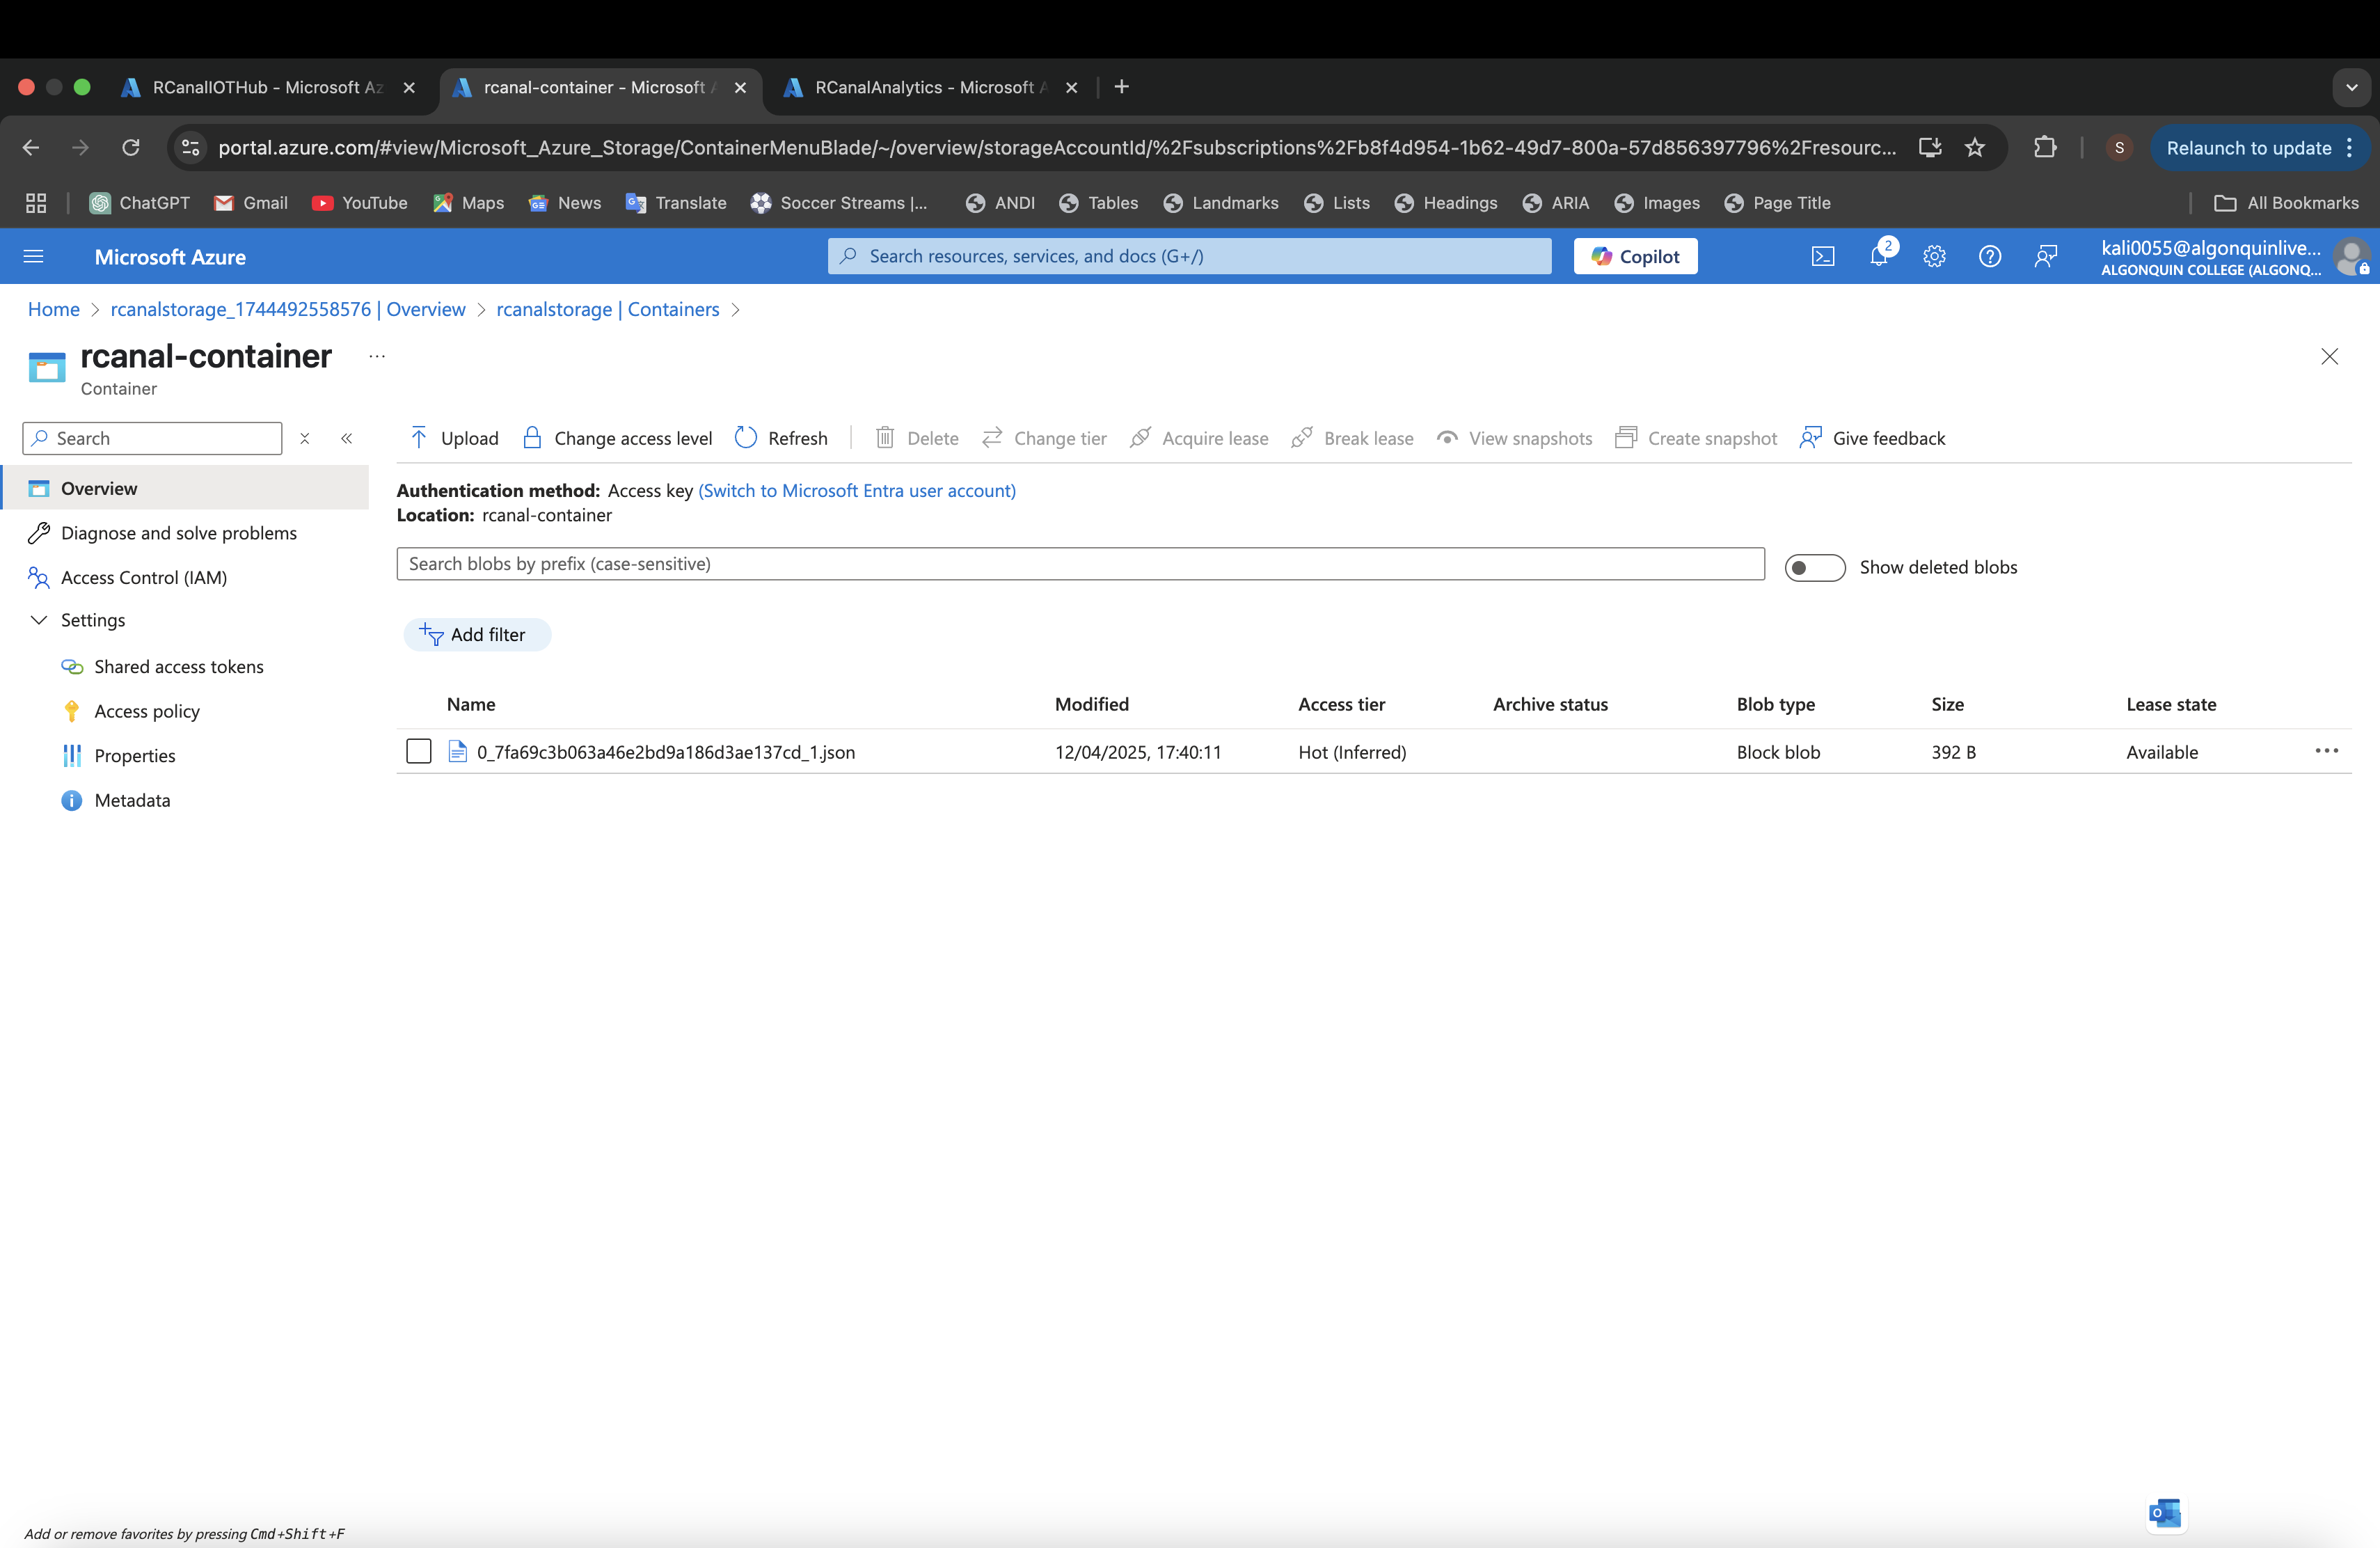 RCanalIOTHub - Microsoft Az
rcanal-container - Microsoft A
RCanalAnalytics - Microsoft A
portal.azure.com/#view/Microsoft_Azure_Storage/ContainerMenuBlade/~/overview/storageAccountId/%2Fsubscriptions%2Fb8f4d954-1b62-49d7-800a-57d856397796%2Fresourc...
S
Relaunch to update
ChatGPT Gmail YouTube Maps News Translate Soccer Streams |... ANDI Tables Landmarks Lists Headings ARIA Images Page Title All Bookmarks
Microsoft Azure
Search resources, services, and docs (G+/)
Copilot
2
kali0055@algonquinlive...
ALGONQUIN COLLEGE (ALGONQ...
Home > rcanalstorage_1744492558576 | Overview > rcanalstorage | Containers >
rcanal-container ...
Container
Search
Upload Change access level Refresh Delete Change tier Acquire lease Break lease View snapshots Create snapshot Give feedback
Overview
Diagnose and solve problems
Access Control (IAM)
Settings
Shared access tokens
Access policy
Properties
Metadata
Authentication method: Access key (Switch to Microsoft Entra user account)
Location: rcanal-container
Search blobs by prefix (case-sensitive)
Show deleted blobs
Add filter
Name Modified Access tier Archive status Blob type Size Lease state
0_7fa69c3b063a46e2bd9a186d3ae137cd_1.json 12/04/2025, 17:40:11 Hot (Inferred) Block blob 392 B Available
Add or remove favorites by pressing Cmd+Shift+F